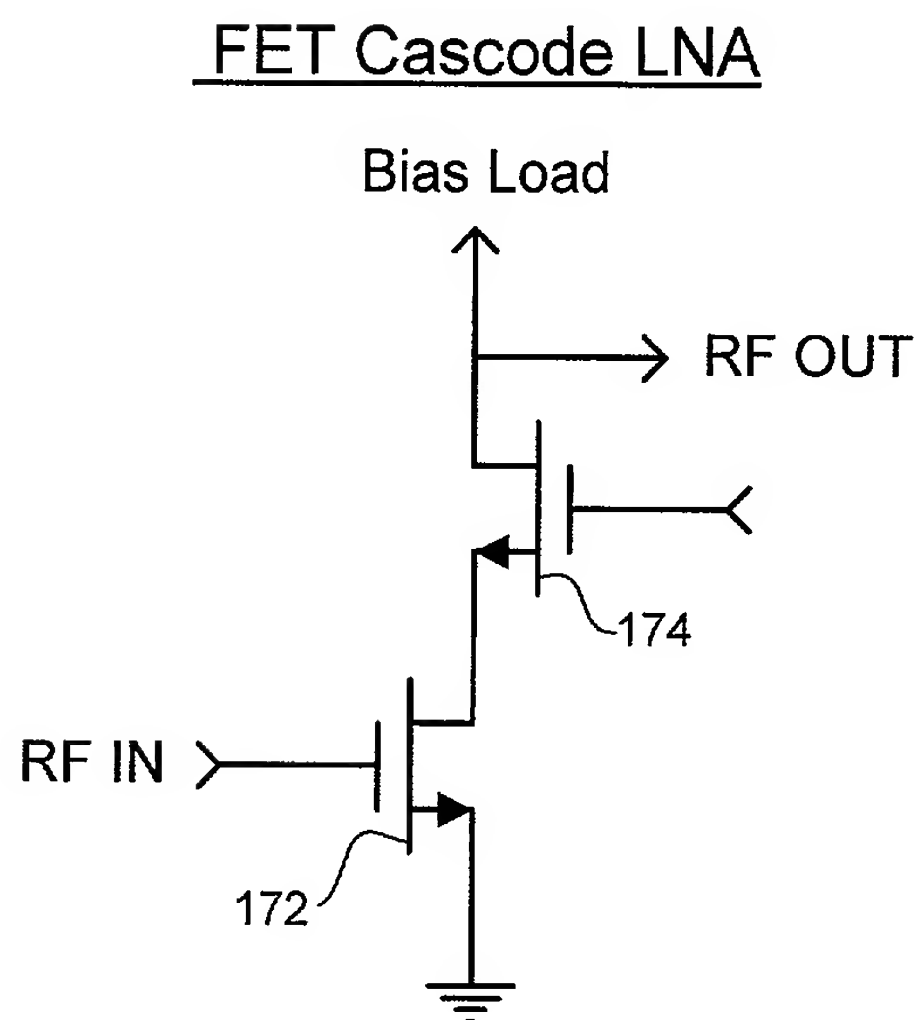 FET Cascode LNA
Bias Load
RF OUT
174
RF IN
172